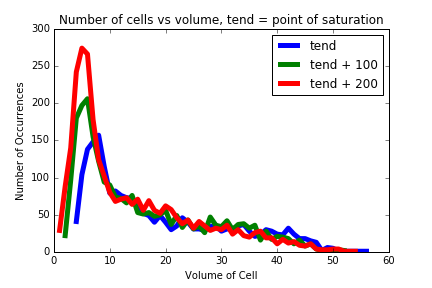 Number of cells vs volume, tend = point of saturation
300
250
200
150
100
50
0
Number of Occurrences
tend
tend + 100
tend + 200
0 10 20 30 40 50 60
Volume of Cell